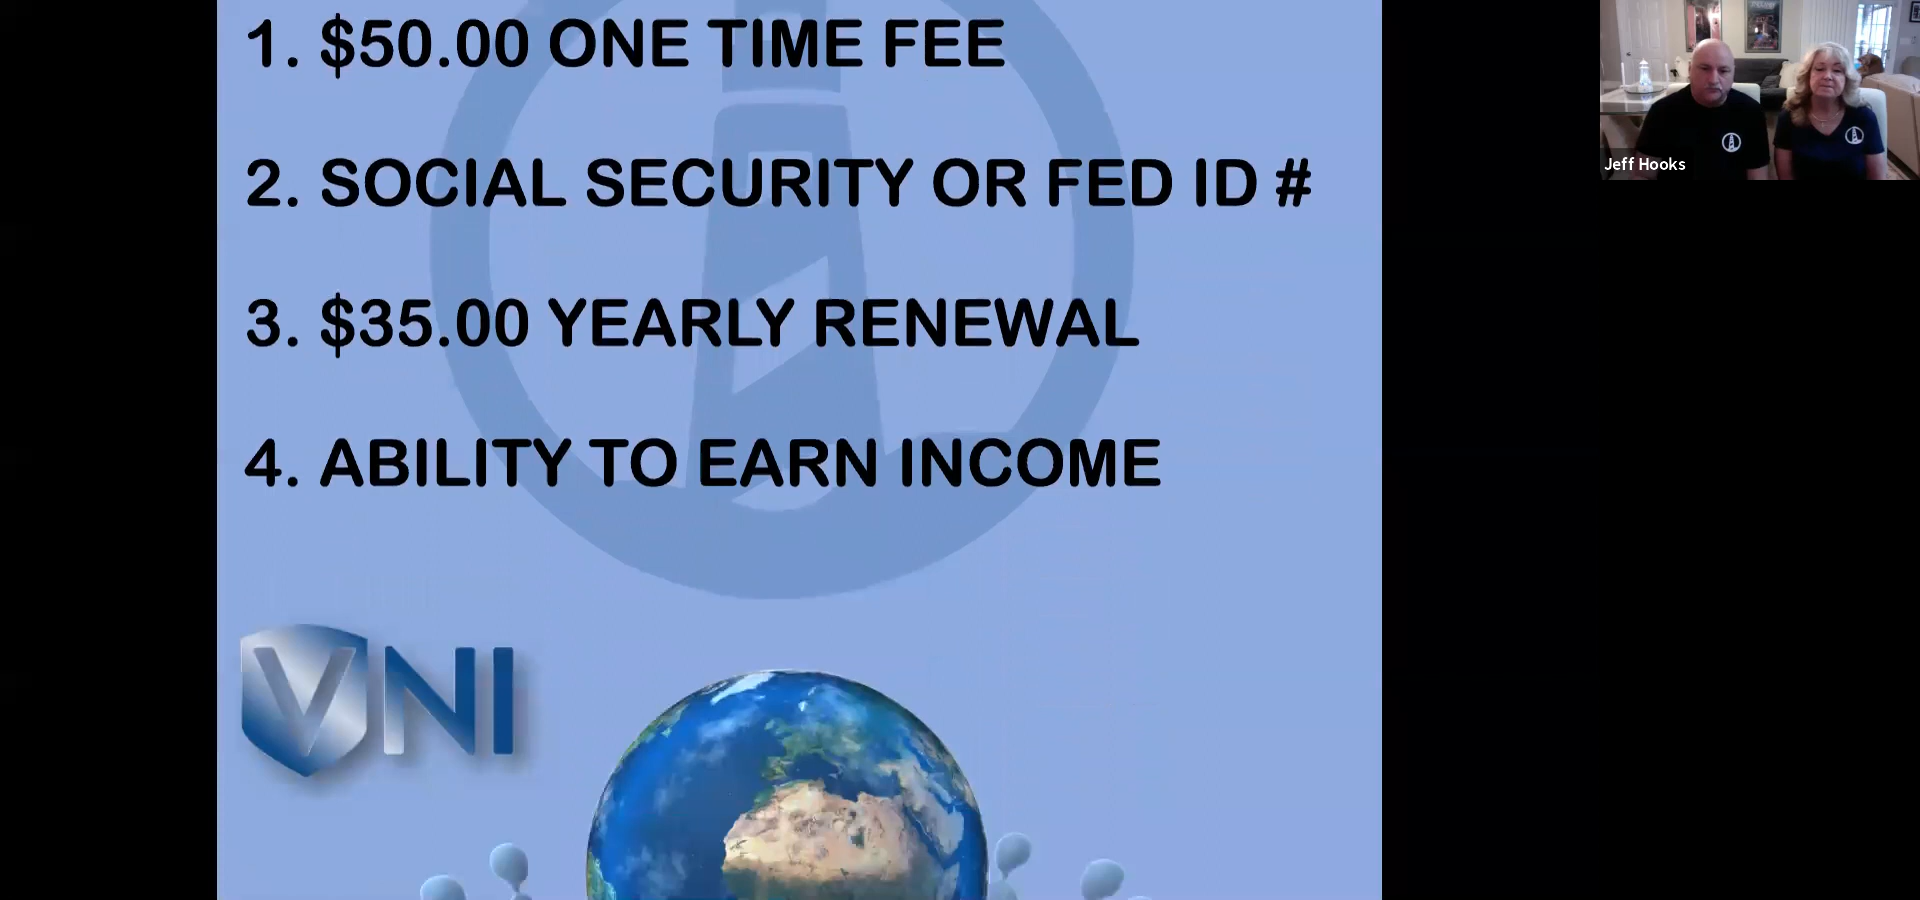 1. $50.00 ONE TIME FEE
2. SOCIAL SECURITY OR FED ID #
3. $35.00 YEARLY RENEWAL
4. ABILITY TO EARN INCOME
VNI
Jeff Hooks